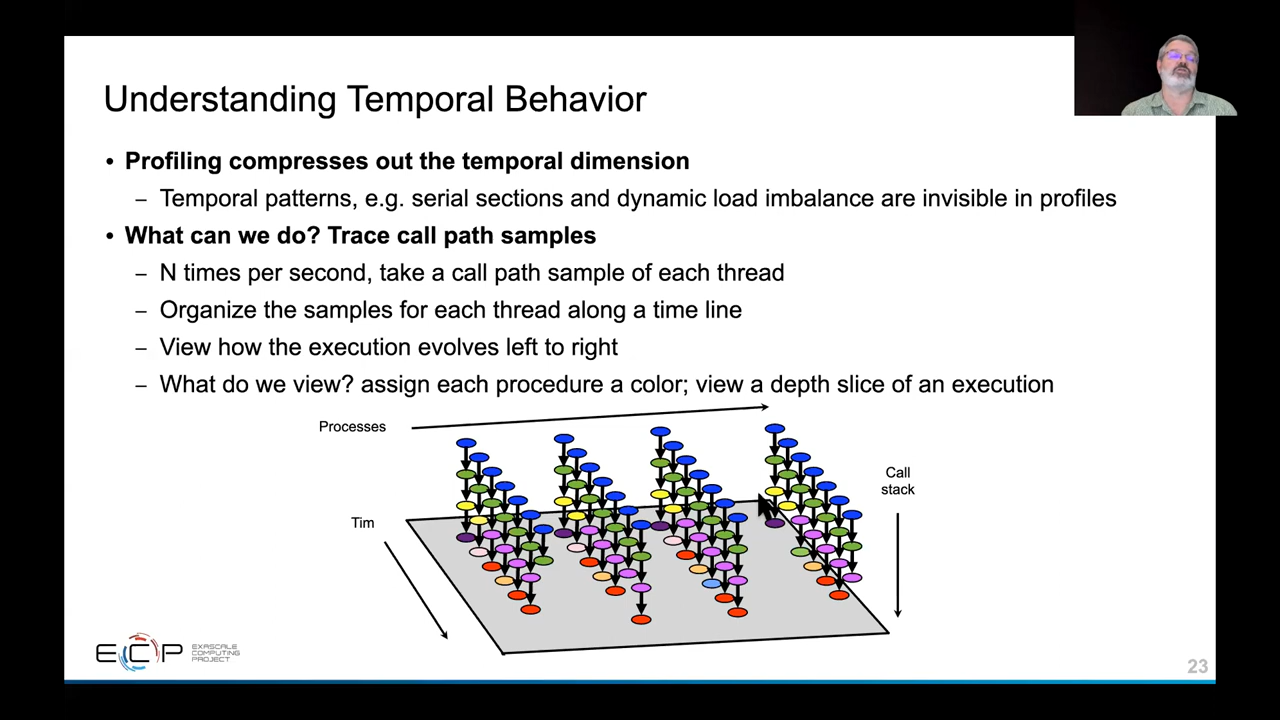 Understanding Temporal Behavior
• Profiling compresses out the temporal dimension
– Temporal patterns, e.g. serial sections and dynamic load imbalance are invisible in profiles
• What can we do? Trace call path samples
– N times per second, take a call path sample of each thread
– Organize the samples for each thread along a time line
– View how the execution evolves left to right
– What do we view? assign each procedure a color; view a depth slice of an execution
Processes
Call
stack
Tim
ECP
EXASCALE
COMPUTING
PROJECT
23